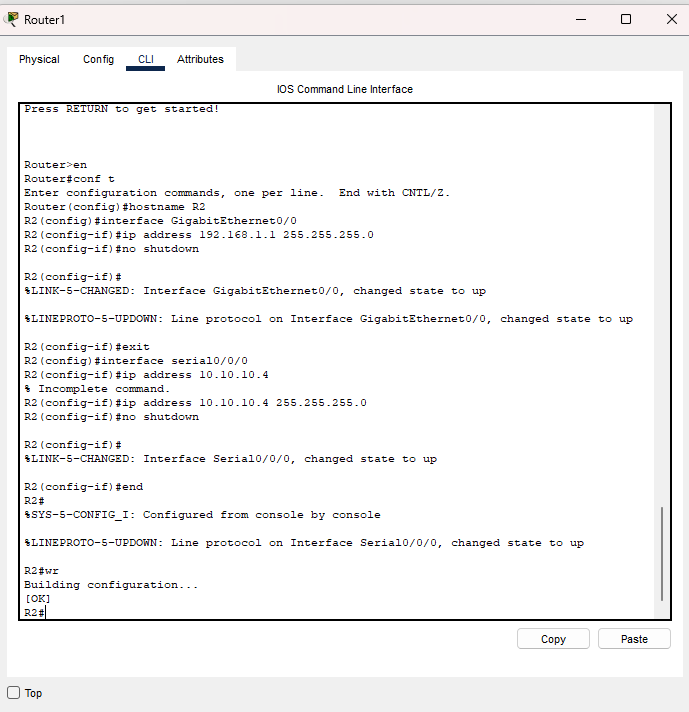 Router1
Physical Config CLI Attributes
IOS Command Line Interface
Press RETURN to get started!
Router>en
Router#conf t
Enter configuration commands, one per line.  End with CNTL/Z.
Router(config)#hostname R2
R2(config)#interface GigabitEthernet0/0
R2(config-if)#ip address 192.168.1.1 255.255.255.0
R2(config-if)#no shutdown
R2(config-if)#
%LINK-5-CHANGED: Interface GigabitEthernet0/0, changed state to up
%LINEPROTO-5-UPDOWN: Line protocol on Interface GigabitEthernet0/0, changed state to up
R2(config-if)#exit
R2(config)#interface serial0/0/0
R2(config-if)#ip address 10.10.10.4
% Incomplete command.
R2(config-if)#ip address 10.10.10.4 255.255.255.0
R2(config-if)#no shutdown
R2(config-if)#
%LINK-5-CHANGED: Interface Serial0/0/0, changed state to up
R2(config-if)#end
R2#
%SYS-5-CONFIG_I: Configured from console by console
%LINEPROTO-5-UPDOWN: Line protocol on Interface Serial0/0/0, changed state to up
R2#wr
Building configuration...
[OK]
R2#
Copy Paste
Top